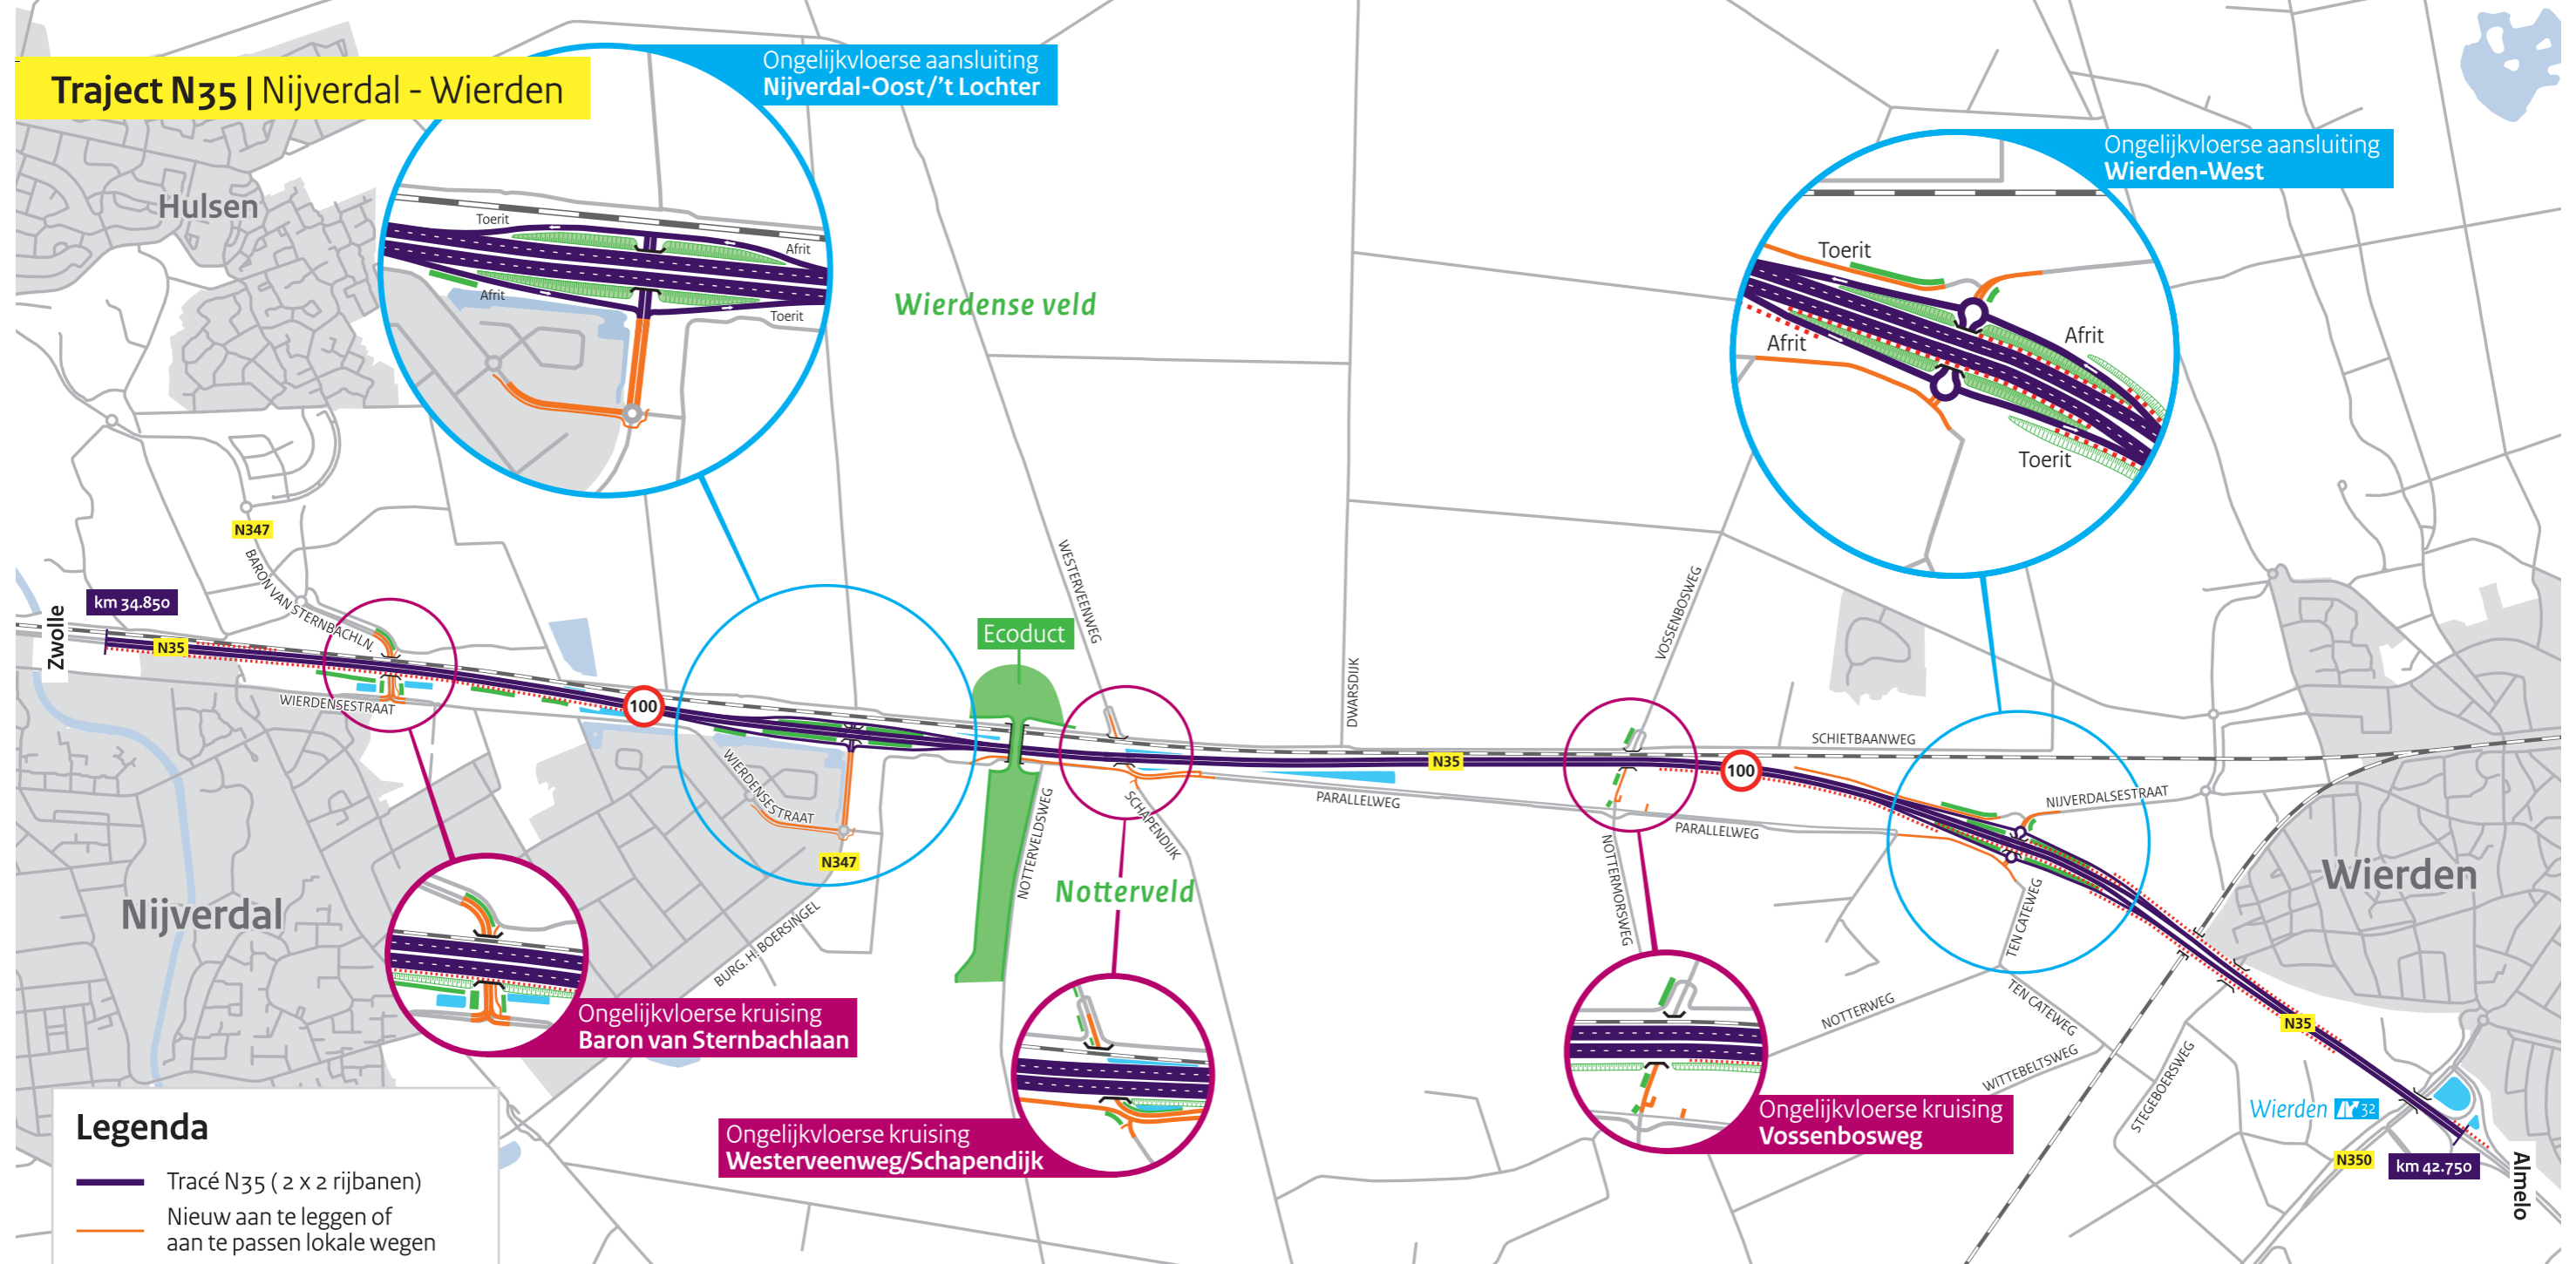 Traject N35 | Nijverdal - Wierden
Ongelijkvloerse aansluiting
Nijverdal-Oost/'t Lochter
Ongelijkvloerse aansluiting
Wierden-West
Hulsen
Toerit
Afrit
Afrit
Toerit
Toerit
Afrit
Afrit
Toerit
Wierdense veld
N347
BARON VAN STERNBACHLN.
WESTERVEENWEG
VOSSENBOSWEG
km 34.850
Zwolle
N35
WIERDENSESTRAAT
100
Ecoduct
DWARSDIJK
N35
100
SCHIETBAANWEG
NIJVERDALSESTRAAT
PARALLELWEG
PARALLELWEG
WIERDENSESTRAAT
N347
NOTTERVELDSWEG
SCHAPENDIJK
NOTTERMORSWEG
Notterveld
Nijverdal
Wierden
BURG. H. BOERSINGEL
TEN CATEWEG
TEN CATEWEG
NOTTERWEG
WITTEBELTSWEG
STEGEBOERSWEG
N35
Ongelijkvloerse kruising
Baron van Sternbachlaan
Ongelijkvloerse kruising
Westerveenweg/Schapendijk
Ongelijkvloerse kruising
Vossenbosweg
Wierden 32
N350
km 42.750
Almelo
Legenda
Tracé N35 ( 2 x 2 rijbanen)
Nieuw aan te leggen of
aan te passen lokale wegen